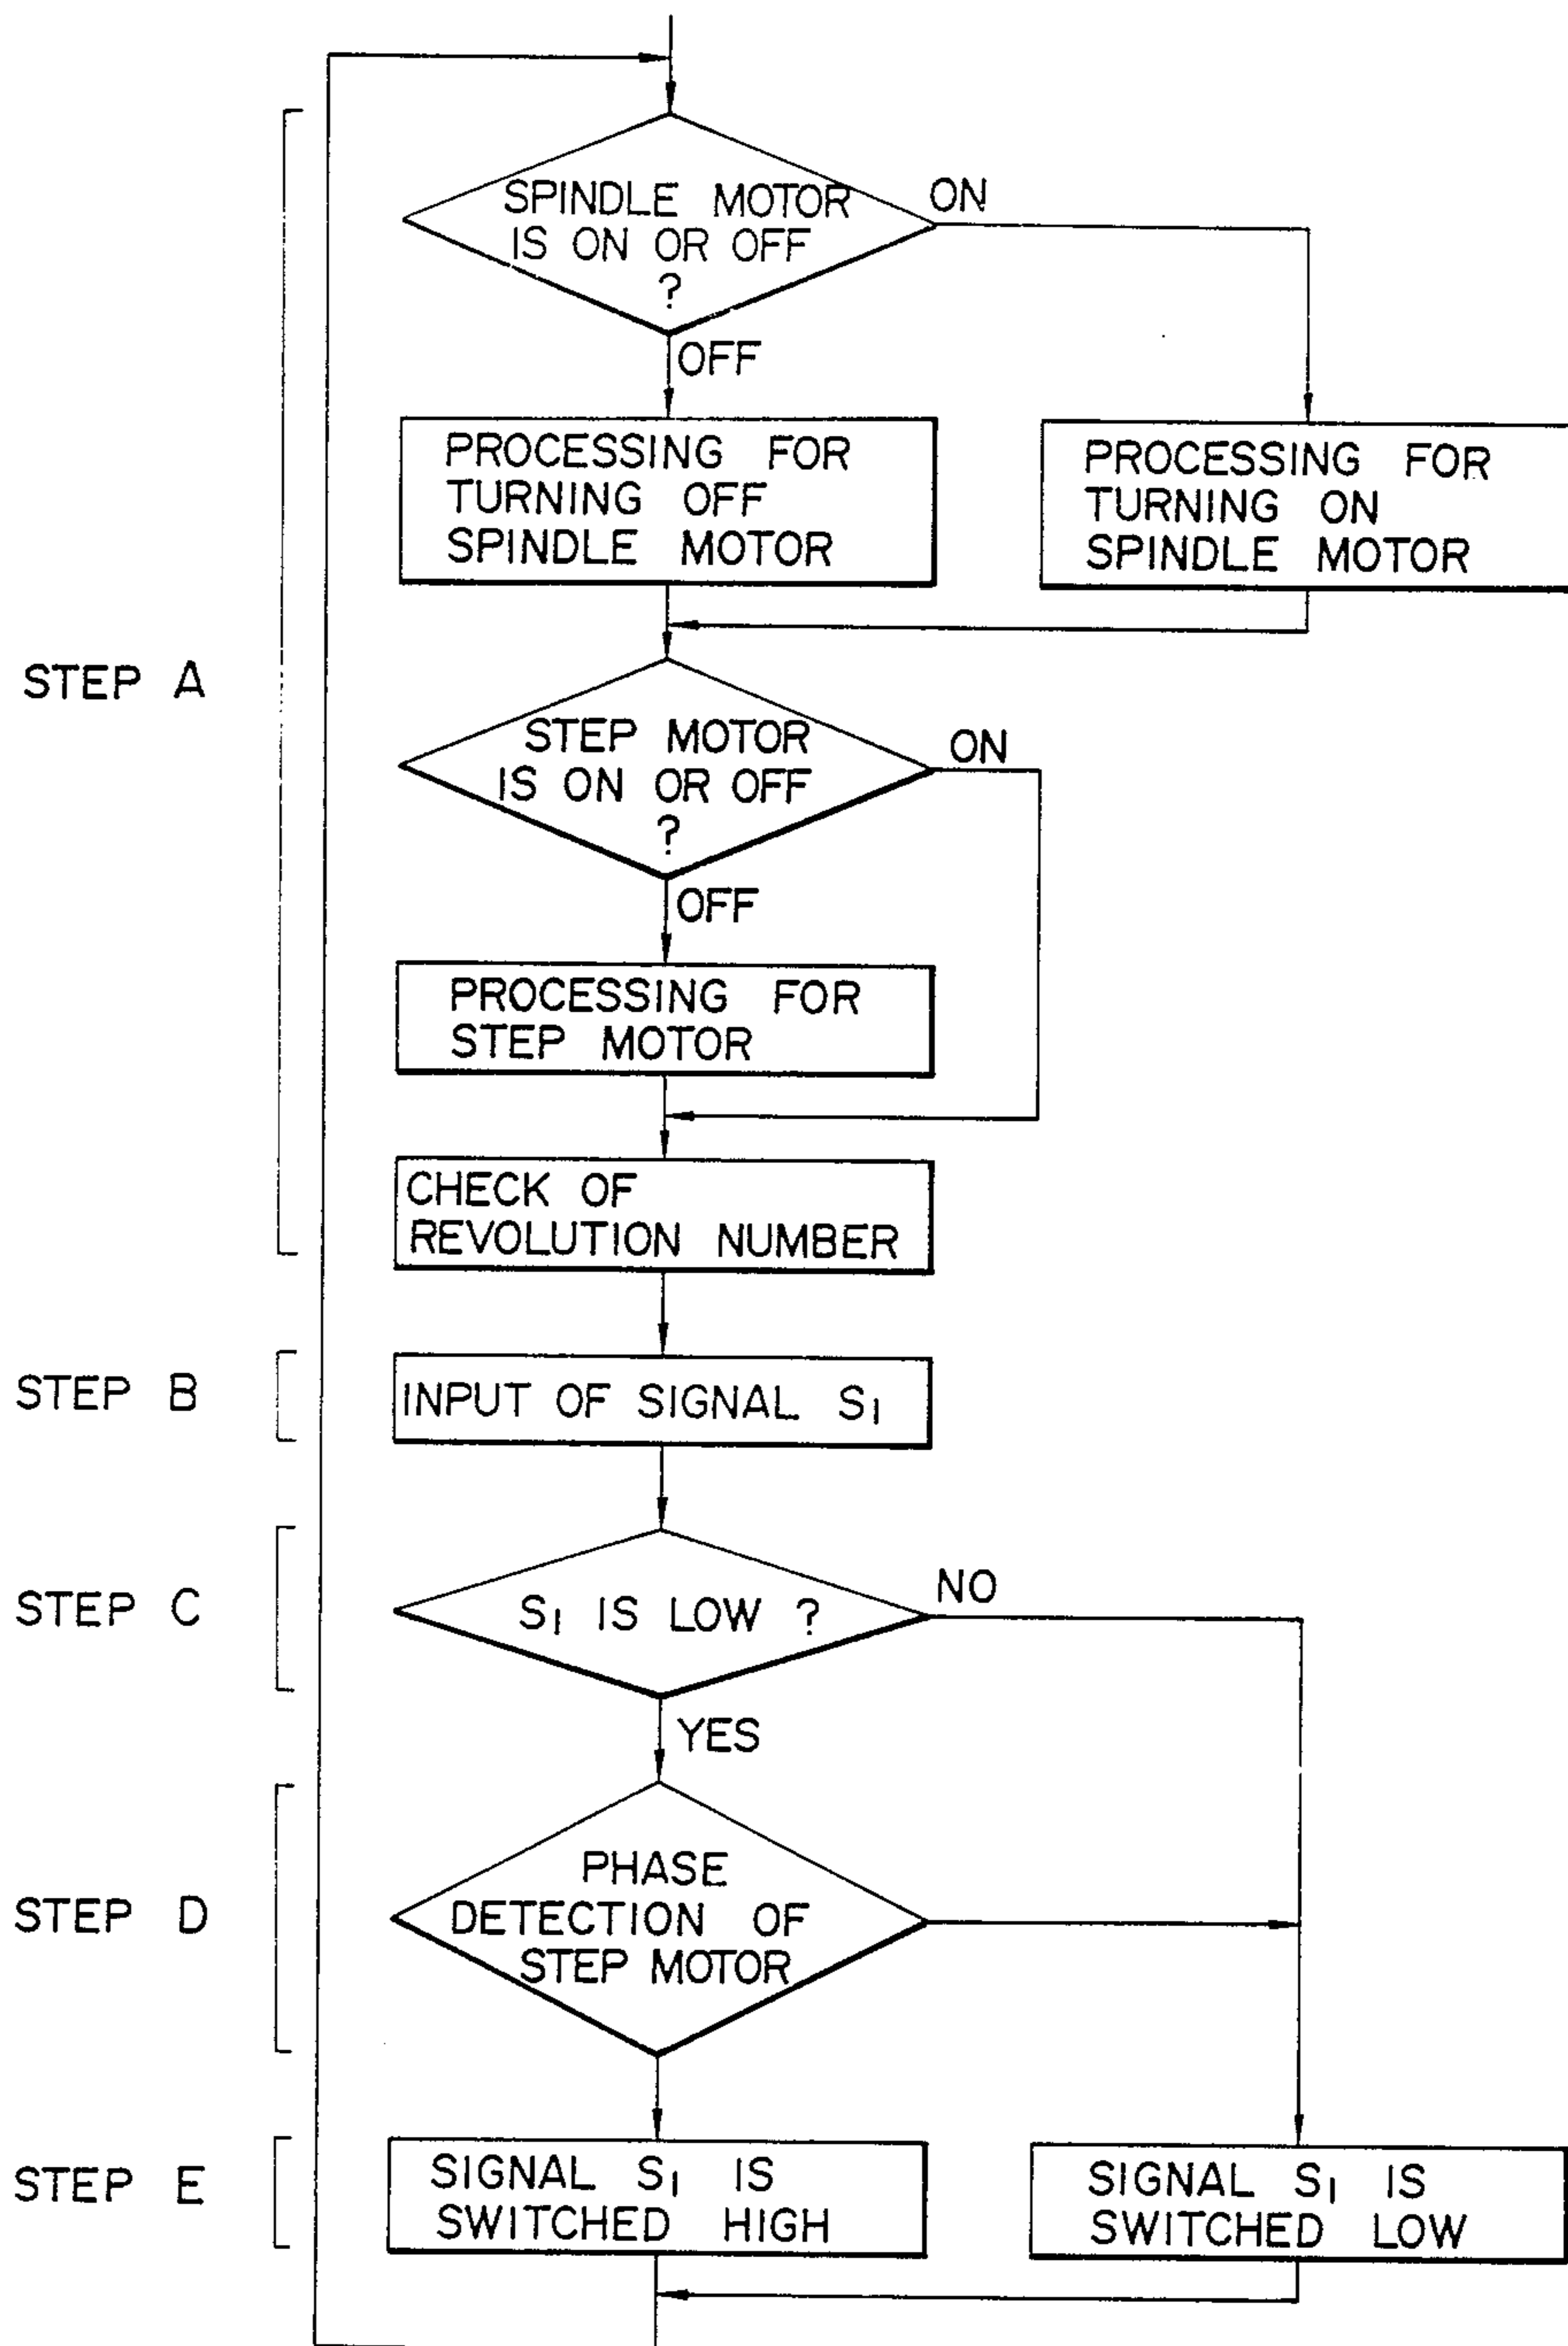 SPINDLE MOTOR
IS ON OR OFF
?
ON
OFF
PROCESSING FOR
TURNING OFF
SPINDLE MOTOR
PROCESSING FOR
TURNING ON
SPINDLE MOTOR
STEP A
STEP MOTOR
IS ON OR OFF
?
ON
OFF
PROCESSING FOR
STEP MOTOR
CHECK OF
REVOLUTION NUMBER
STEP B
INPUT OF SIGNAL S1
STEP C
S1 IS LOW ?
NO
YES
STEP D
PHASE
DETECTION OF
STEP MOTOR
STEP E
SIGNAL S1 IS
SWITCHED HIGH
SIGNAL S1 IS
SWITCHED LOW